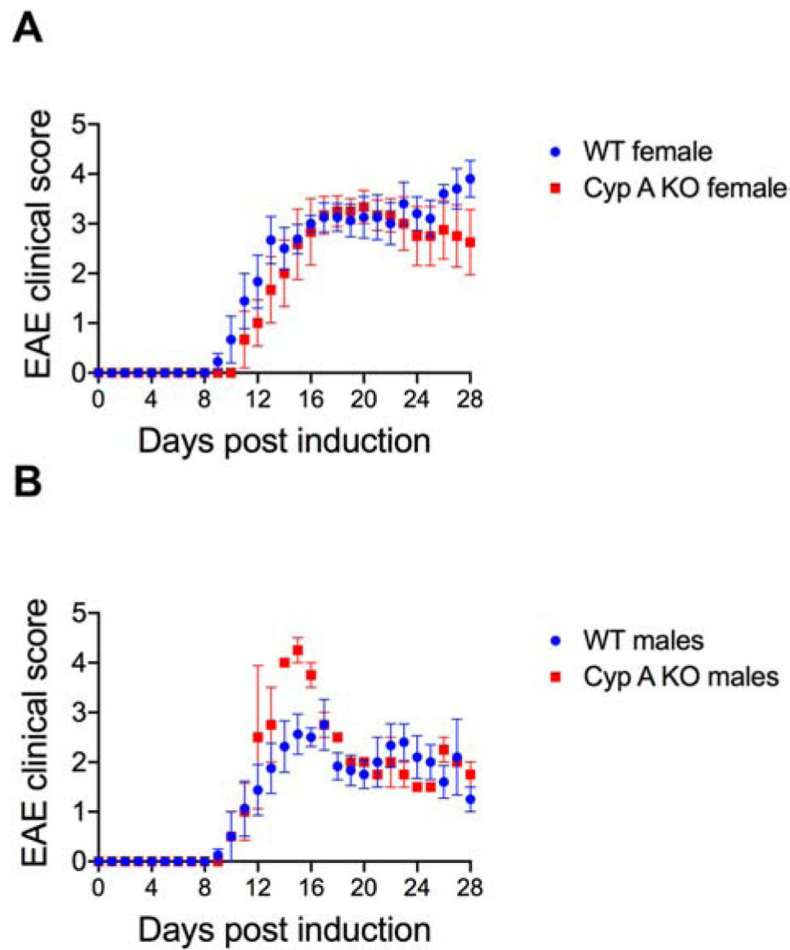 A
EAE clinical score
5
4
3
2
1
0
0 4 8 12 16 20 24 28
Days post induction
WT female
Cyp A KO female
B
EAE clinical score
5
4
3
2
1
0
0 4 8 12 16 20 24 28
Days post induction
WT males
Cyp A KO males